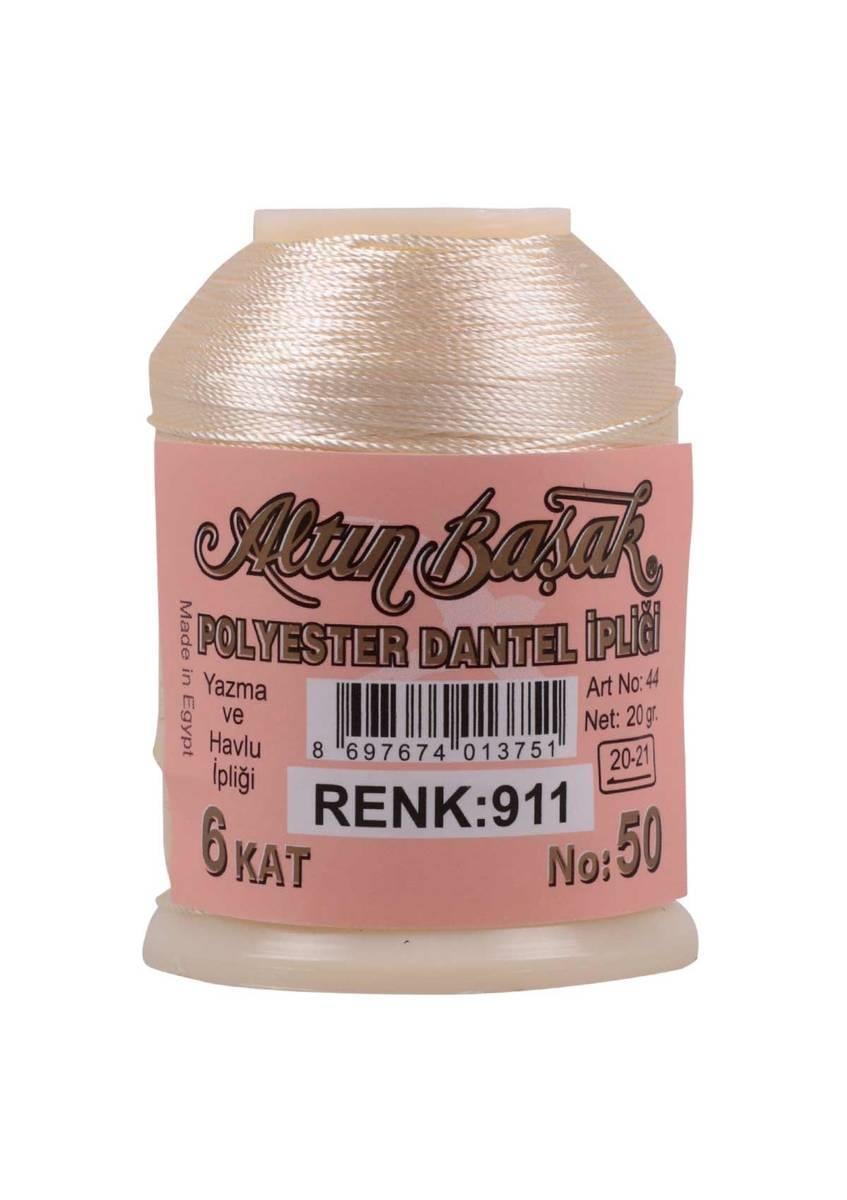 Altın Başak®
POLYESTER DANTEL İPLİĞİ
Made in Egypt
Yazma
ve
Havlu
İpliği
8 697674 013751
Art No: 44
Net: 20 gr.
20-21
RENK:911
6 KAT
No: 50